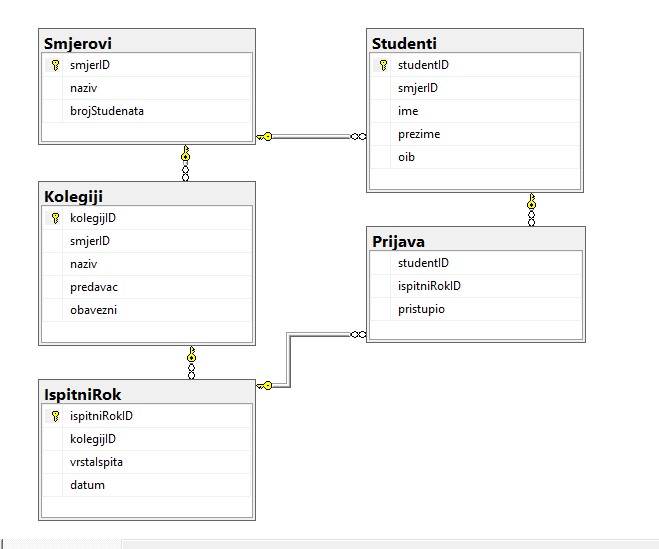 Smjerovi
smjerID
naziv
brojStudenata
Studenti
studentID
smjerID
ime
prezime
oib
Kolegiji
kolegijID
smjerID
naziv
predavac
obavezni
Prijava
studentID
ispitniRokID
pristupio
IspitniRok
ispitniRokID
kolegijID
vrstaIspita
datum